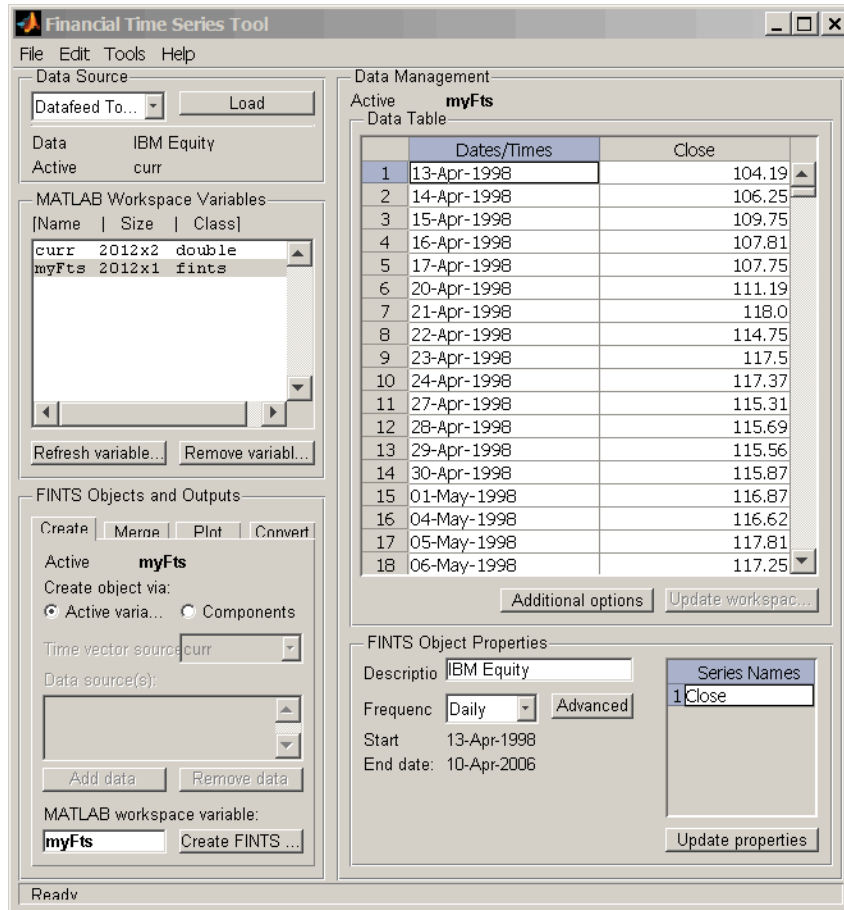 Financial Time Series Tool
File Edit Tools Help
Data Source
Datafeed To... Load
Data IBM Equity
Active curr
MATLAB Workspace Variables
[Name | Size | Class]
curr 2012x2 double
myFts 2012x1 fints
Refresh variable... Remove variabl...
FINTS Objects and Outputs
Create Merge Plot Convert
Active myFts
Create object via:
Active varia... Components
Time vector source curr
Data source(s):
Add data Remove data
MATLAB workspace variable:
myFts Create FINTS ...
Data Management
Active myFts
Data Table
Dates/Times Close
1 13-Apr-1998 104.19
2 14-Apr-1998 106.25
3 15-Apr-1998 109.75
4 16-Apr-1998 107.81
5 17-Apr-1998 107.75
6 20-Apr-1998 111.19
7 21-Apr-1998 118.0
8 22-Apr-1998 114.75
9 23-Apr-1998 117.5
10 24-Apr-1998 117.37
11 27-Apr-1998 115.31
12 28-Apr-1998 115.69
13 29-Apr-1998 115.56
14 30-Apr-1998 115.87
15 01-May-1998 116.87
16 04-May-1998 116.62
17 05-May-1998 117.81
18 06-May-1998 117.25
Additional options Update workspac...
FINTS Object Properties
Descriptio IBM Equity
Frequenc Daily Advanced
Start 13-Apr-1998
End date: 10-Apr-2006
Series Names
1 Close
Update properties
Ready